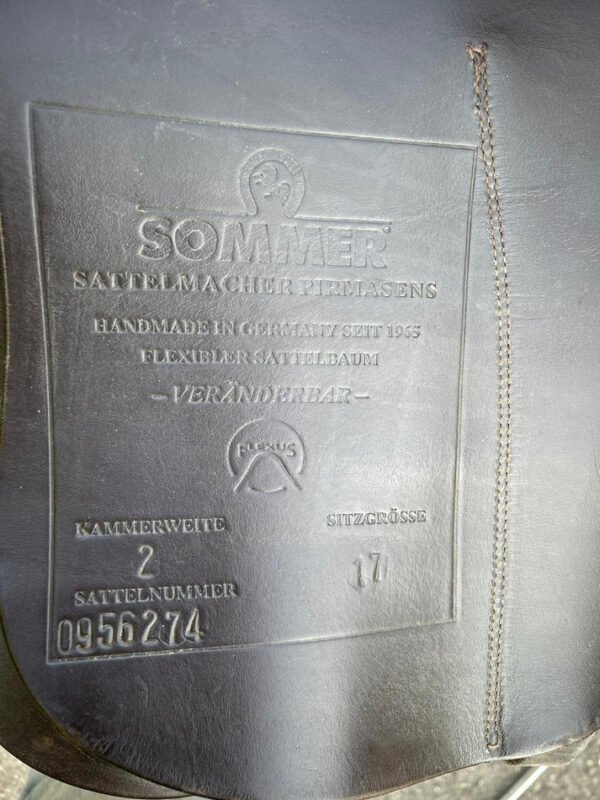 SOMMER®
SATTELMACHER PIRMASENS
HANDMADE IN GERMANY SEIT 1965
FLEXIBLER SATTELBAUM
-VERÄNDERBAR-
FLEXUS
KAMMERWEITE SITZGRÖSSE
2 17
SATTELNUMMER
0956274